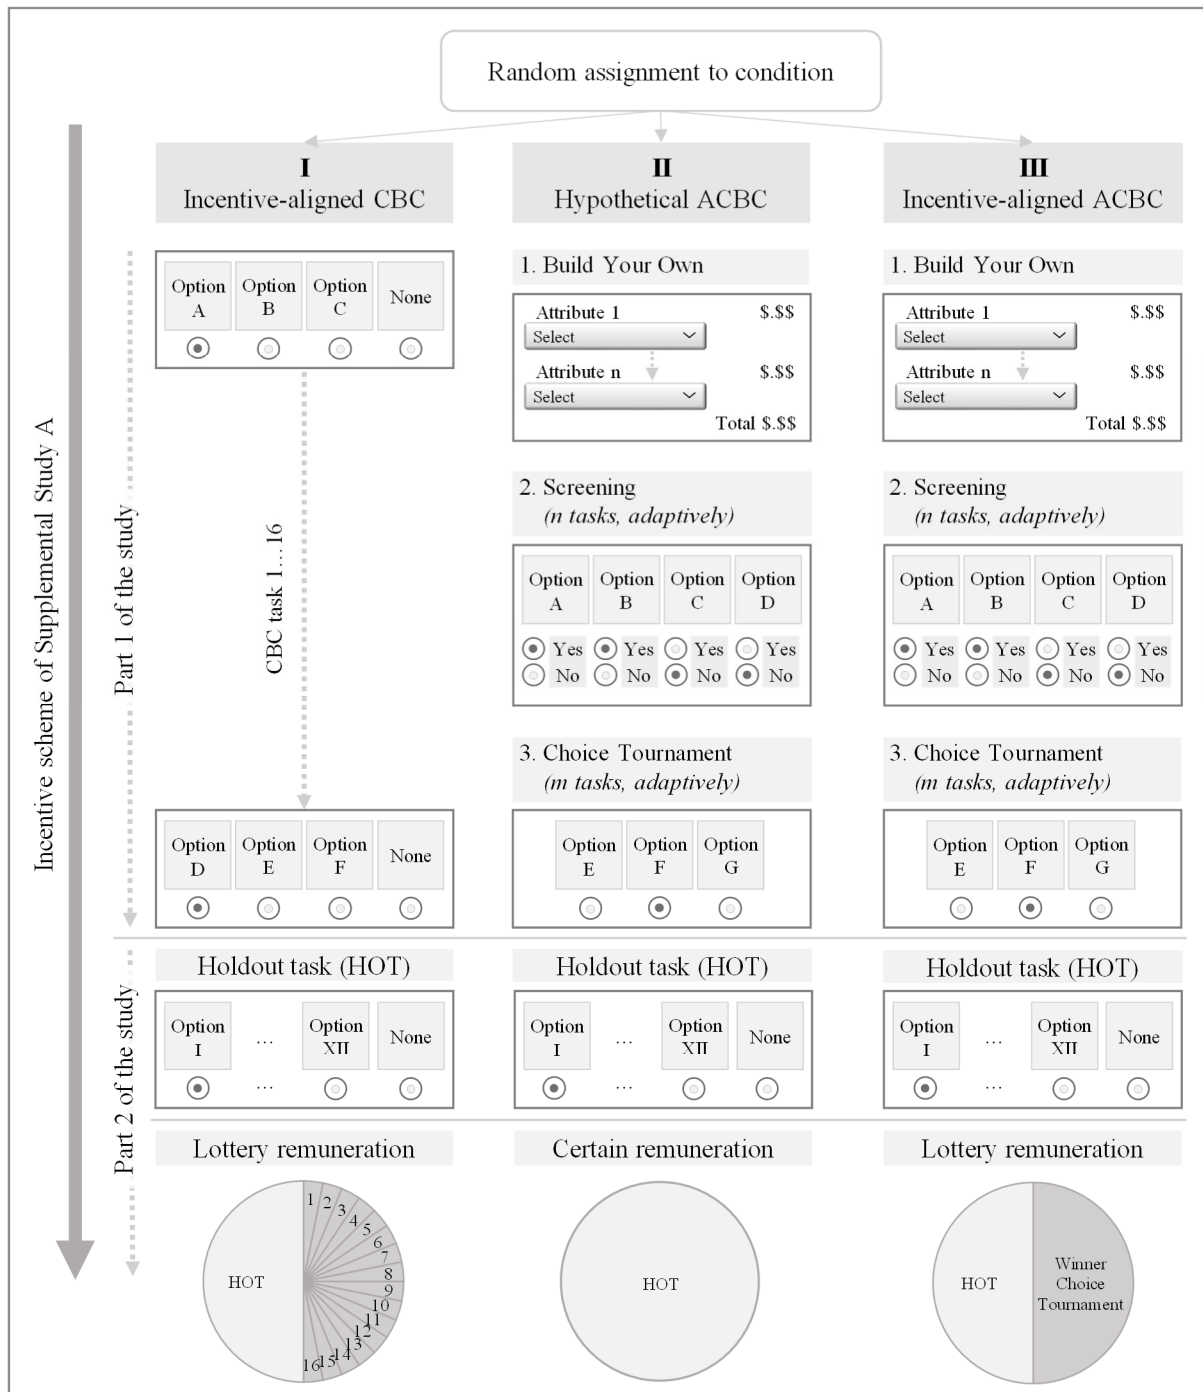 Random assignment to condition
Incentive scheme of Supplemental Study A
Part 1 of the study
Part 2 of the study
I
Incentive-aligned CBC
Option
A
Option
B
Option
C
None
CBC task 1…16
Option
D
Option
E
Option
F
None
Holdout task (HOT)
Option
I
…
Option
XII
None
…
Lottery remuneration
HOT
1
2
3
4
5
6
7
8
9
10
11
12
13
14
15
16
II
Hypothetical ACBC
1. Build Your Own
Attribute 1 $.$$
Select
Attribute n $.$$
Select
Total $.$$
2. Screening
(n tasks, adaptively)
Option
A
Option
B
Option
C
Option
D
Yes Yes Yes Yes
No No No No
3. Choice Tournament
(m tasks, adaptively)
Option
E
Option
F
Option
G
Holdout task (HOT)
Option
I
…
Option
XII
None
…
Certain remuneration
HOT
III
Incentive-aligned ACBC
1. Build Your Own
Attribute 1 $.$$
Select
Attribute n $.$$
Select
Total $.$$
2. Screening
(n tasks, adaptively)
Option
A
Option
B
Option
C
Option
D
Yes Yes Yes Yes
No No No No
3. Choice Tournament
(m tasks, adaptively)
Option
E
Option
F
Option
G
Holdout task (HOT)
Option
I
…
Option
XII
None
…
Lottery remuneration
HOT
Winner
Choice
Tournament